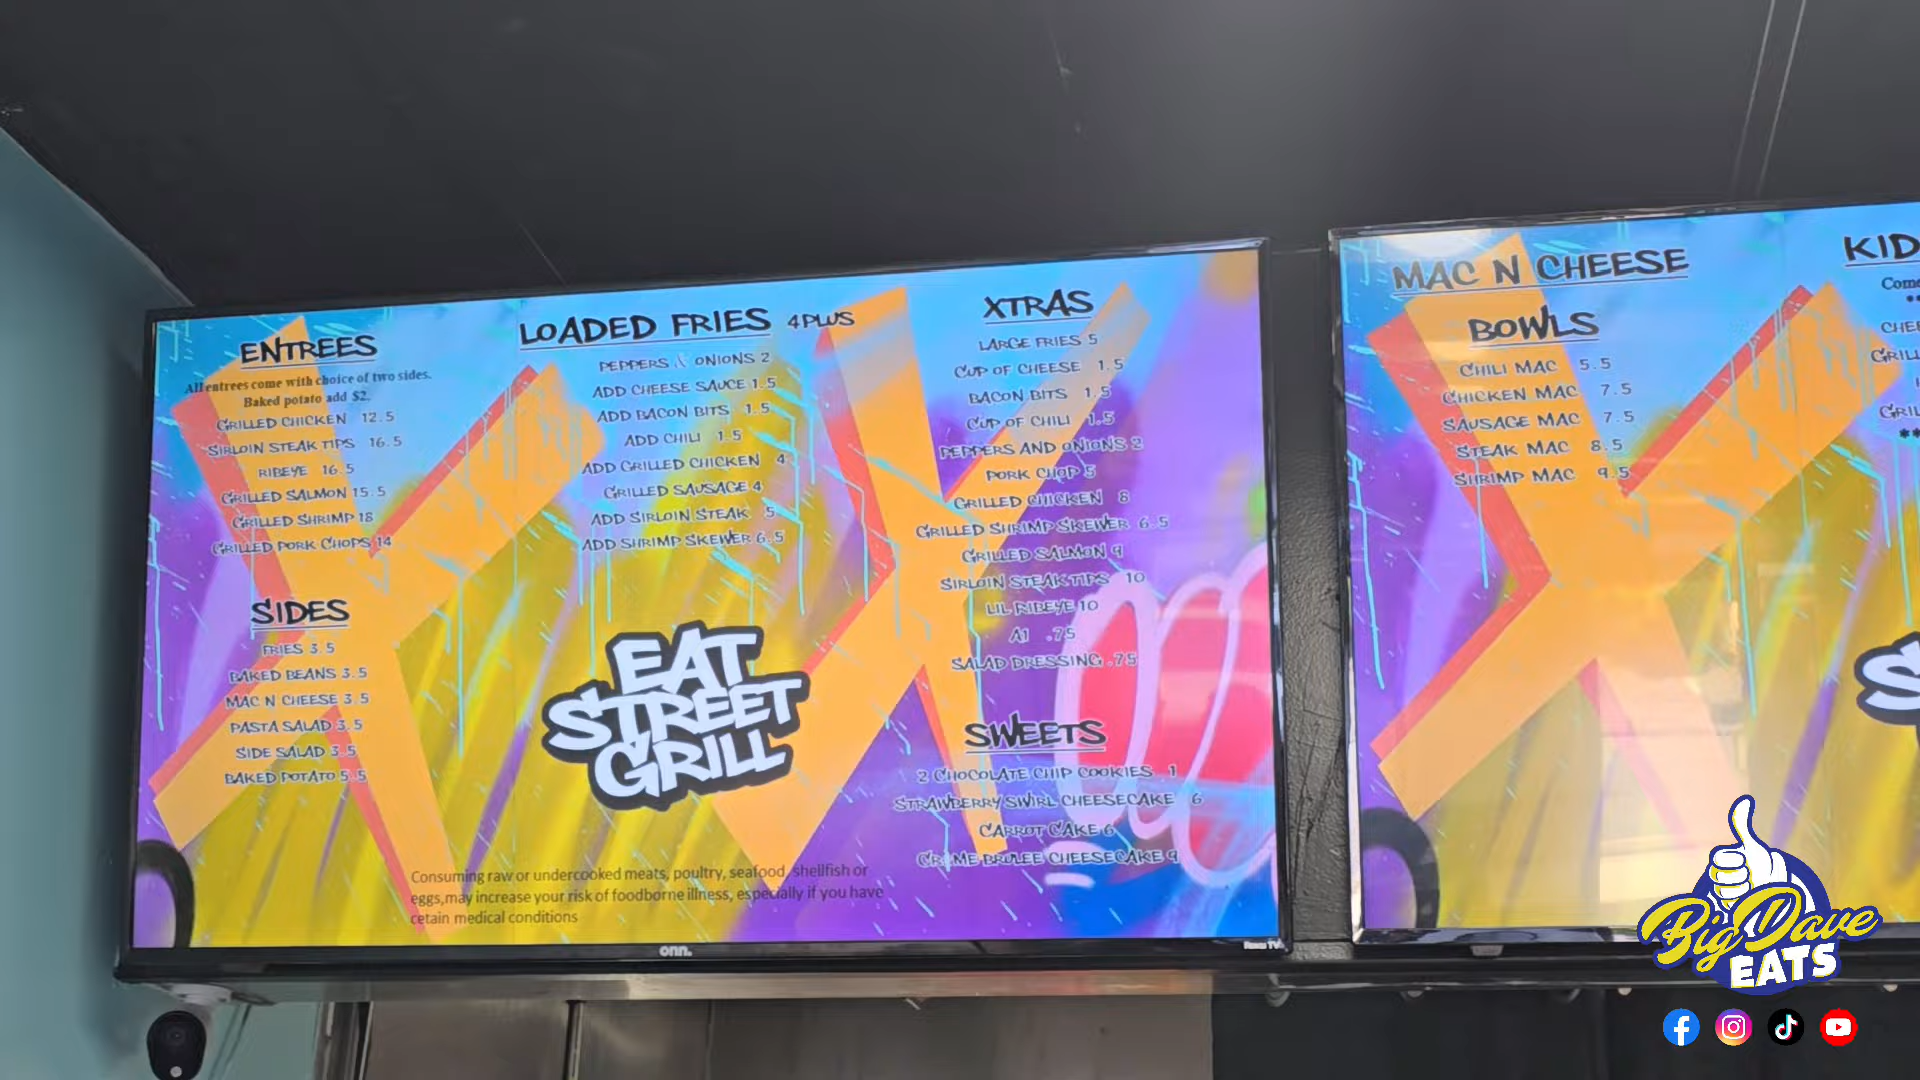 ENTREES
All entrees come with choice of two sides.
Baked potato add $2.
GRILLED CHICKEN 12.5
SIRLOIN STEAK TIPS 16.5
RIBEYE 16.5
GRILLED SALMON 15.5
GRILLED SHRIMP 18
GRILLED PORK CHOPS 14
SIDES
FRIES 3.5
BAKED BEANS 3.5
MAC N CHEESE 3.5
PASTA SALAD 3.5
SIDE SALAD 3.5
BAKED POTATO 5.5
LOADED FRIES 4PLUS
PEPPERS & ONIONS 2
ADD CHEESE SAUCE 1.5
ADD BACON BITS 1.5
ADD CHILI 1.5
ADD GRILLED CHICKEN 4
GRILLED SAUSAGE 4
ADD SIRLOIN STEAK 5
ADD SHRIMP SKEWER 6.5
EAT
STREET
GRILL
Consuming raw or undercooked meats, poultry, seafood, shellfish or
eggs,may increase your risk of foodborne illness, especially if you have
cetain medical conditions
XTRAS
LARGE FRIES 5
CUP OF CHEESE 1.5
BACON BITS 1.5
CUP OF CHILI 1.5
PEPPERS AND ONIONS 2
PORK CHOP 5
GRILLED CHICKEN 8
GRILLED SHRIMP SKEWER 6.5
GRILLED SALMON 9
SIRLOIN STEAK TIPS 10
LIL RIBEYE 10
A1 .75
SALAD DRESSING .75
SWEETS
2 CHOCOLATE CHIP COOKIES 1
STRAWBERRY SWIRL CHEESECAKE 6
CARROT CAKE 6
CR ME BRULEE CHEESECAKE 9
onn.
Roku TV
MAC N CHEESE
BOWLS
CHILI MAC 5.5
CHICKEN MAC 7.5
SAUSAGE MAC 7.5
STEAK MAC 8.5
SHRIMP MAC 9.5
KID
Come
Big Dave
EATS